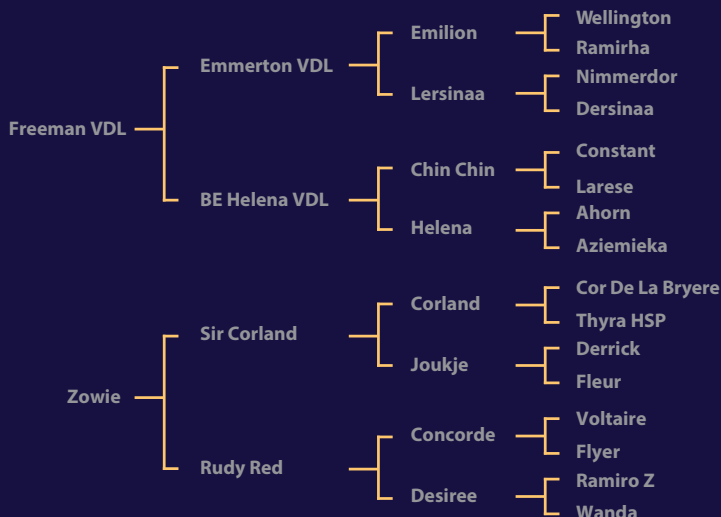 Wellington
Emilion
Ramirha
Emmerton VDL
Nimmerdor
Lersinaa
Dersinaa
Freeman VDL
Constant
Chin Chin
Larese
BE Helena VDL
Ahorn
Helena
Aziemieka
Cor De La Bryere
Corland
Thyra HSP
Sir Corland
Derrick
Joukje
Fleur
Zowie
Voltaire
Concorde
Flyer
Rudy Red
Ramiro Z
Desiree
Wanda